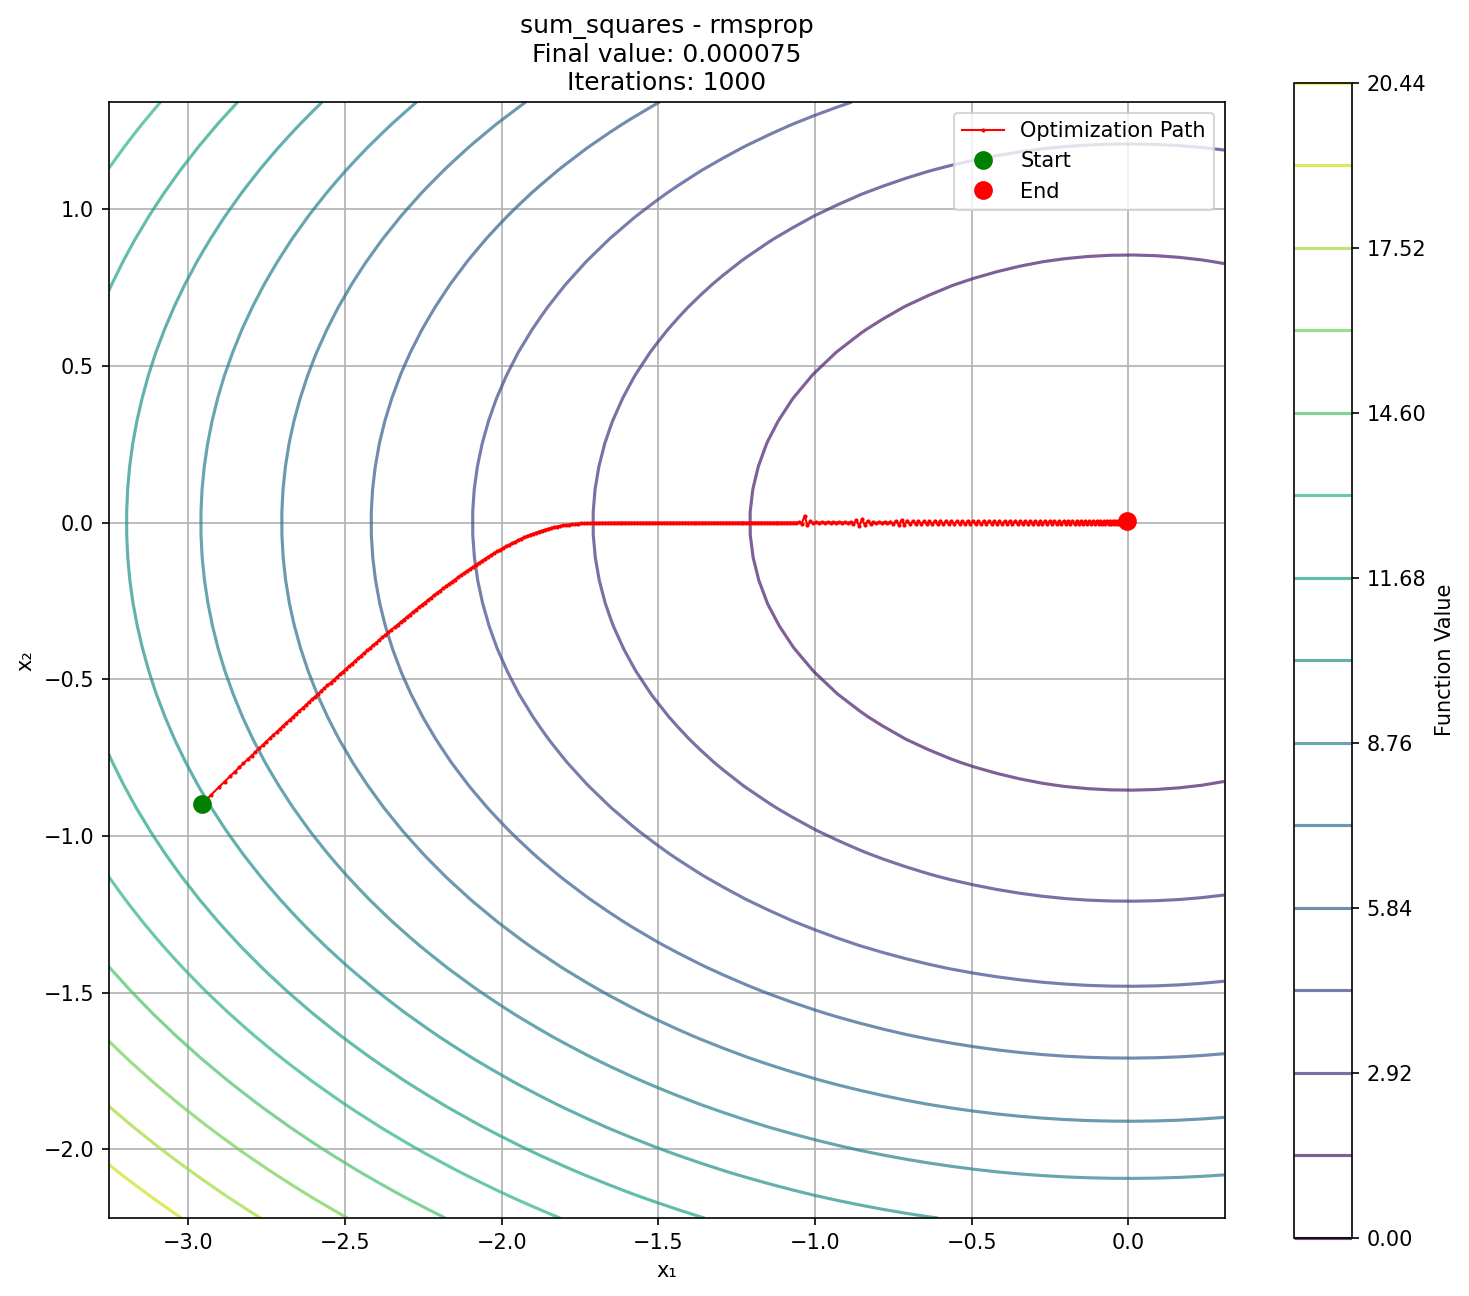 sum_squares - rmsprop
Final value: 0.000075
Iterations: 1000
Optimization Path
Start
End
1.0
0.5
0.0
−0.5
−1.0
−1.5
−2.0
x₂
−3.0
−2.5
−2.0
−1.5
−1.0
−0.5
0.0
x₁
20.44
17.52
14.60
11.68
8.76
5.84
2.92
0.00
Function Value